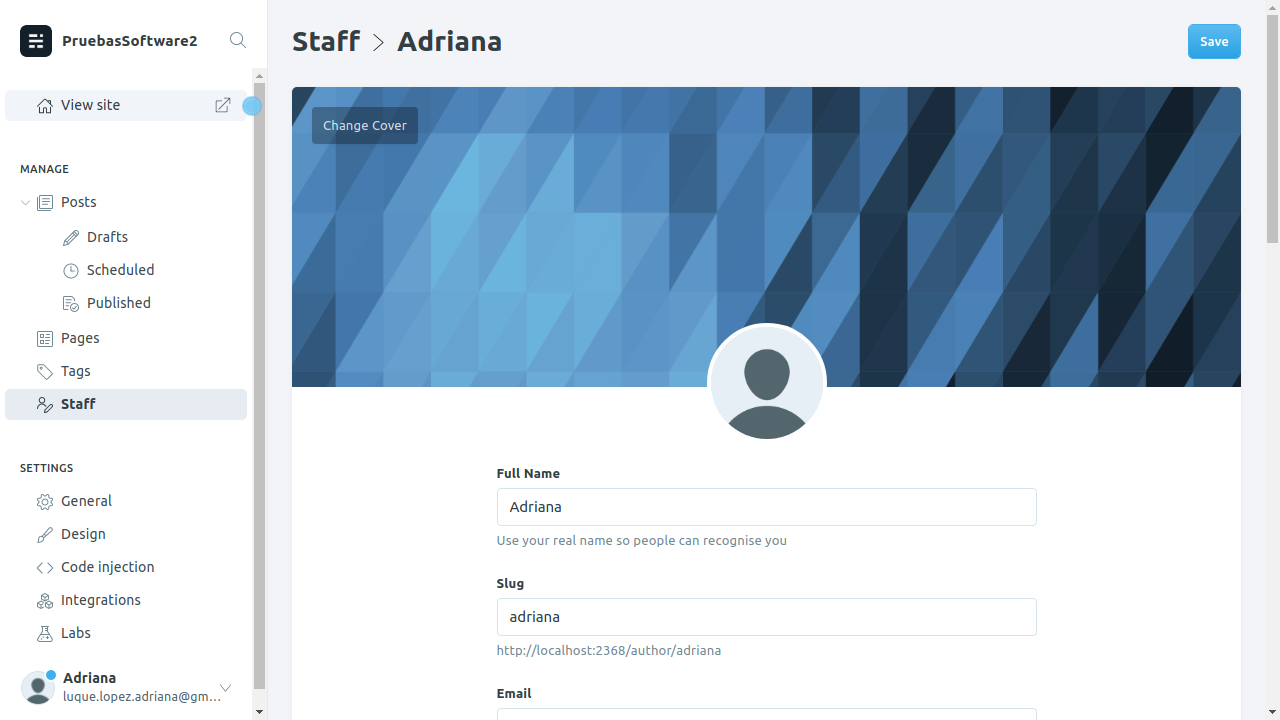 PruebasSoftware2
View site
MANAGE
Posts
Drafts
Scheduled
Published
Pages
Tags
Staff
SETTINGS
General
Design
Code injection
Integrations
Labs
Adriana
luque.lopez.adriana@gm...
Staff > Adriana
Save
Change Cover
Full Name
Adriana
Use your real name so people can recognise you
Slug
adriana
http://localhost:2368/author/adriana
Email